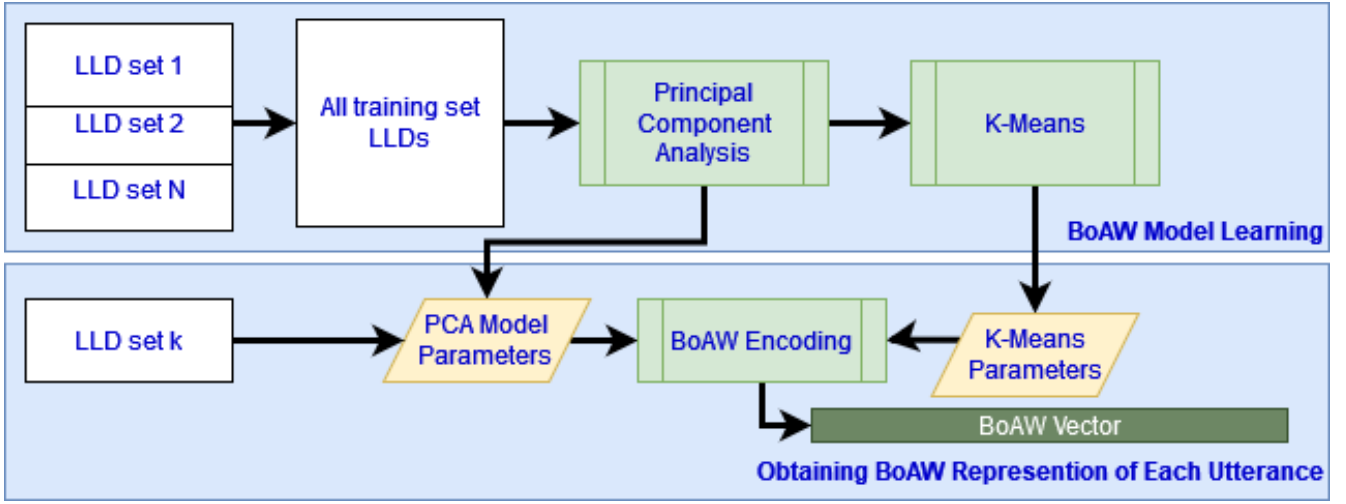 LLD set 1
LLD set 2
LLD set N
All training set
LLDs
Principal
Component
Analysis
K-Means
BoAW Model Learning
LLD set k
PCA Model
Parameters
BoAW Encoding
K-Means
Parameters
BoAW Vector
Obtaining BoAW Represention of Each Utterance